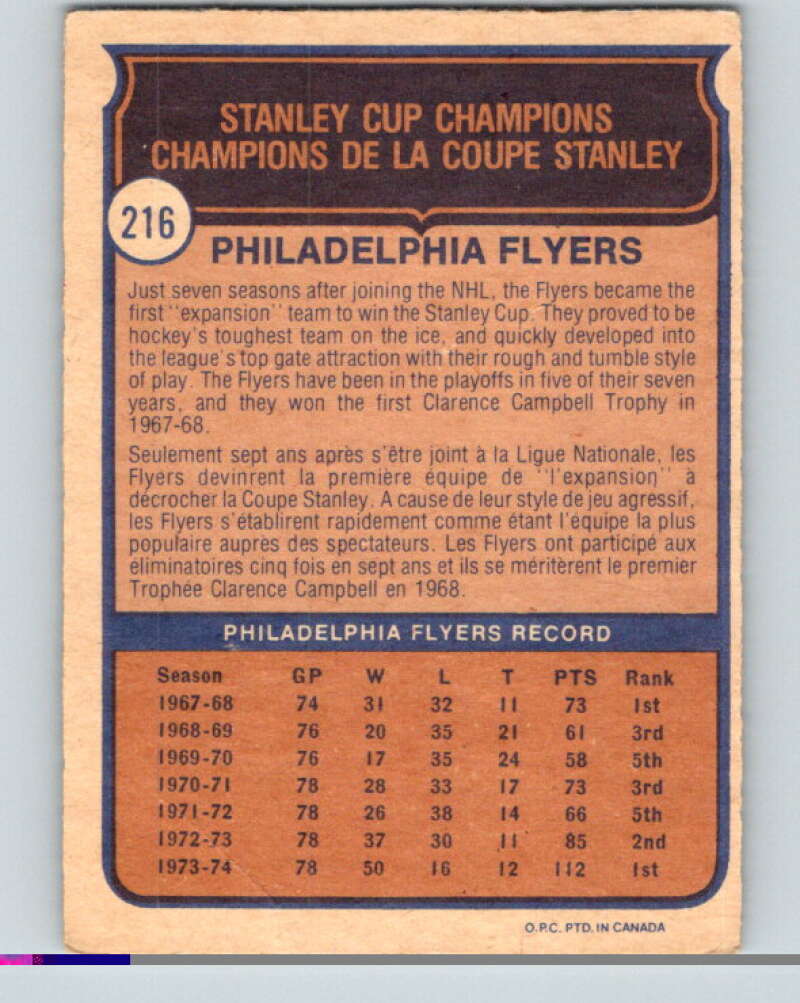 STANLEY CUP CHAMPIONS
CHAMPIONS DE LA COUPE STANLEY
216
PHILADELPHIA FLYERS
Just seven seasons after joining the NHL, the Flyers became the
first "expansion" team to win the Stanley Cup. They proved to be
hockey's toughest team on the ice, and quickly developed into
the league's top gate attraction with their rough and tumble style
of play. The Flyers have been in the playoffs in five of their seven
years, and they won the first Clarence Campbell Trophy in
1967-68.
Seulement sept ans après s'être joint à la Ligue Nationale, les
Flyers devinrent la première équipe de "l'expansion" à
décrocher la Coupe Stanley. A cause de leur style de jeu agressif,
les Flyers s'établirent rapidement comme étant l'équipe la plus
populaire auprès des spectateurs. Les Flyers ont participé aux
éliminatoires cinq fois en sept ans et ils se méritèrent le premier
Trophée Clarence Campbell en 1968.
PHILADELPHIA FLYERS RECORD
Season GP W L T PTS Rank
1967-68 74 31 32 11 73 1st
1968-69 76 20 35 21 61 3rd
1969-70 76 17 35 24 58 5th
1970-71 78 28 33 17 73 3rd
1971-72 78 26 38 14 66 5th
1972-73 78 37 30 11 85 2nd
1973-74 78 50 16 12 112 1st
O.P.C. PTD. IN CANADA